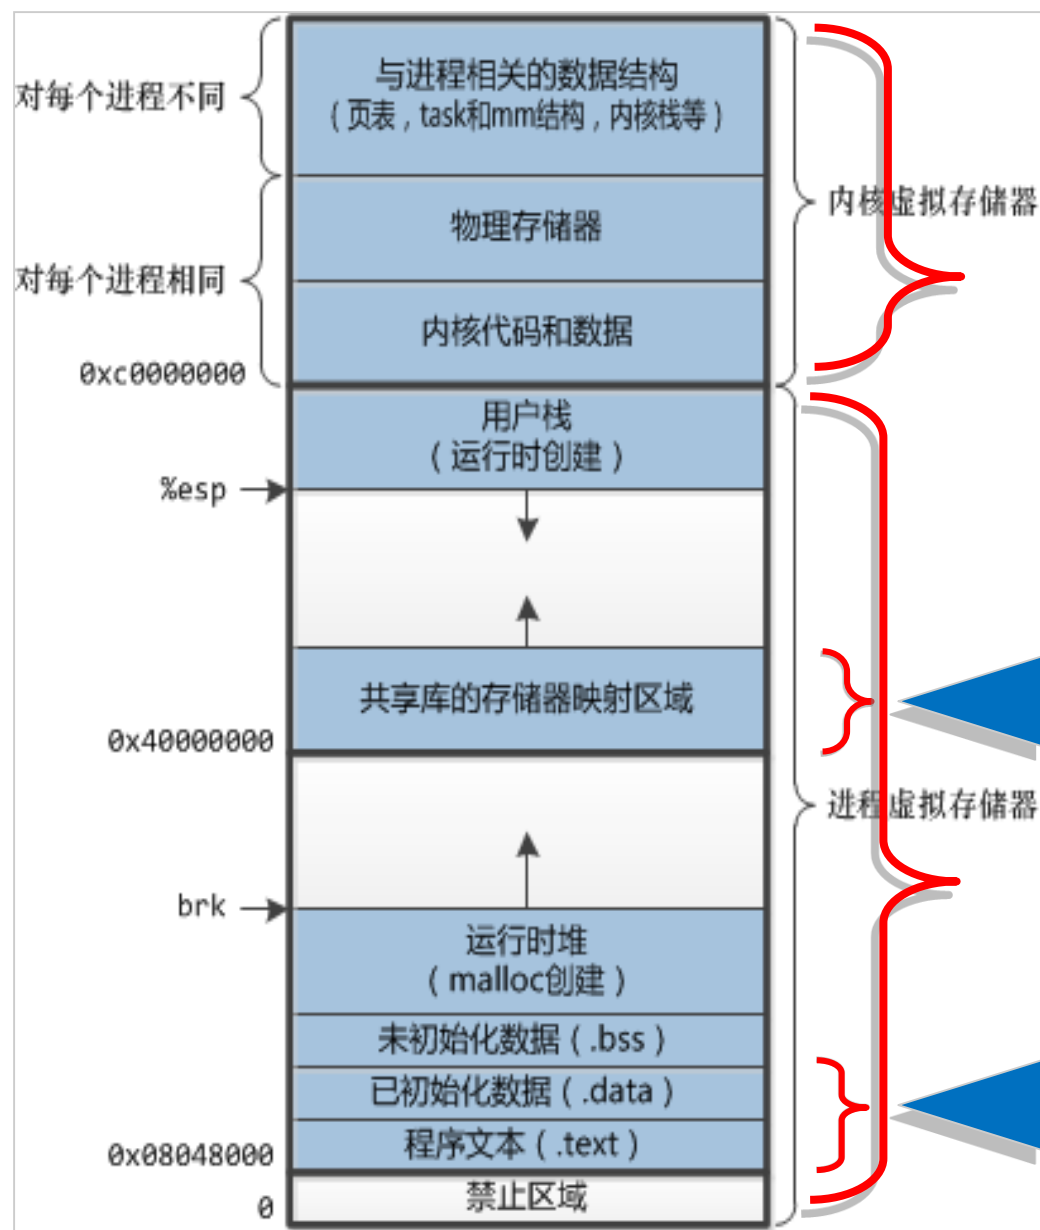 对每个进程不同
与进程相关的数据结构
（页表，task和mm结构，内核栈等）
内核虚拟存储器
物理存储器
对每个进程相同
内核代码和数据
0xc0000000
用户栈
（运行时创建）
%esp
共享库的存储器映射区域
0x40000000
进程虚拟存储器
brk
运行时堆
（malloc创建）
未初始化数据（.bss）
已初始化数据（.data）
程序文本（.text）
0x08048000
禁止区域
0